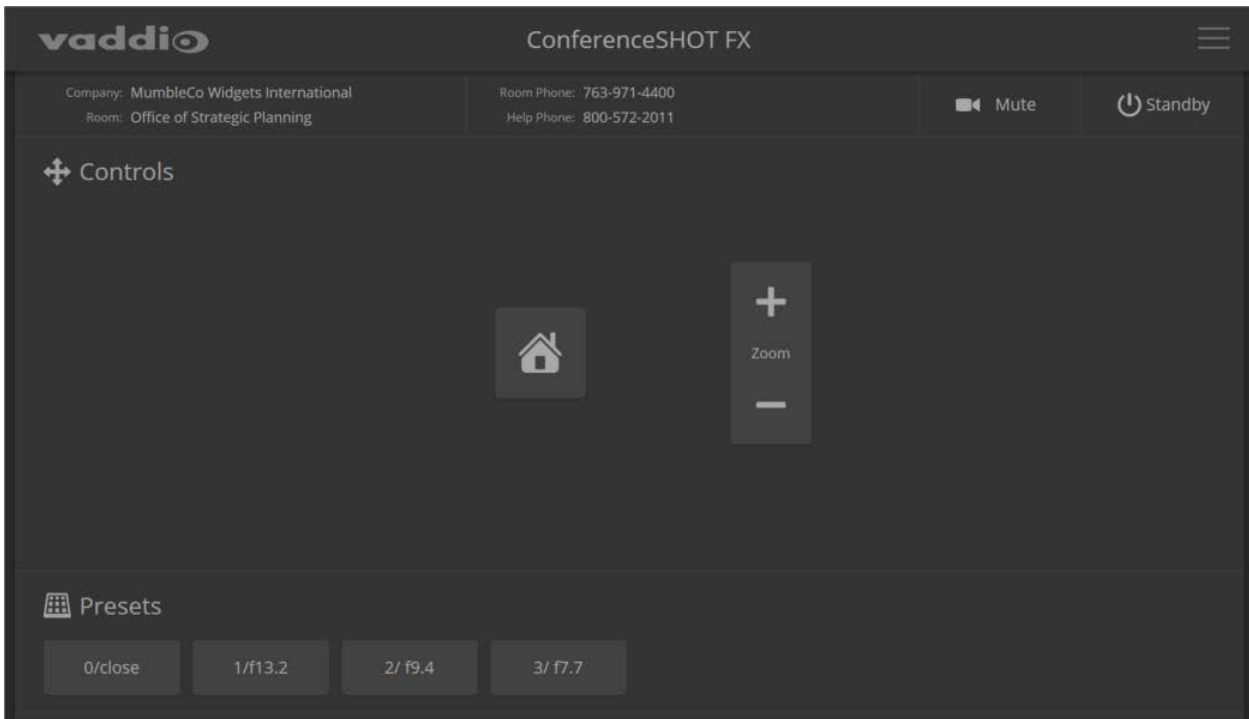 vaddio
ConferenceSHOT FX
Company: MumbleCo Widgets International
Room: Office of Strategic Planning
Room Phone: 763-971-4400
Help Phone: 800-572-2011
Mute
Standby
Controls
Zoom
Presets
0/close
1/f13.2
2/ f9.4
3/ f7.7